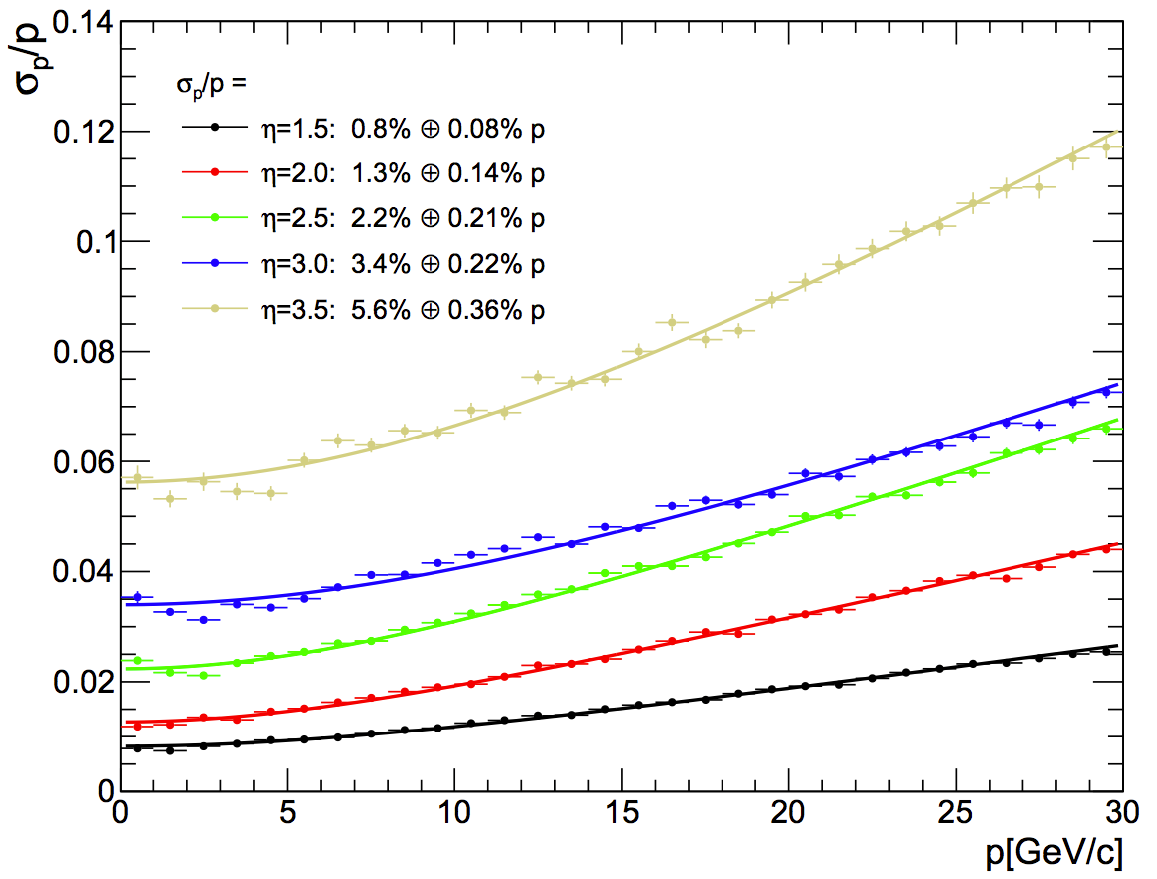 σp/p
0.14
0.12
0.1
0.08
0.06
0.04
0.02
0
σp/p =
η=1.5: 0.8% ⊕ 0.08% p
η=2.0: 1.3% ⊕ 0.14% p
η=2.5: 2.2% ⊕ 0.21% p
η=3.0: 3.4% ⊕ 0.22% p
η=3.5: 5.6% ⊕ 0.36% p
0 5 10 15 20 25 30
p[GeV/c]